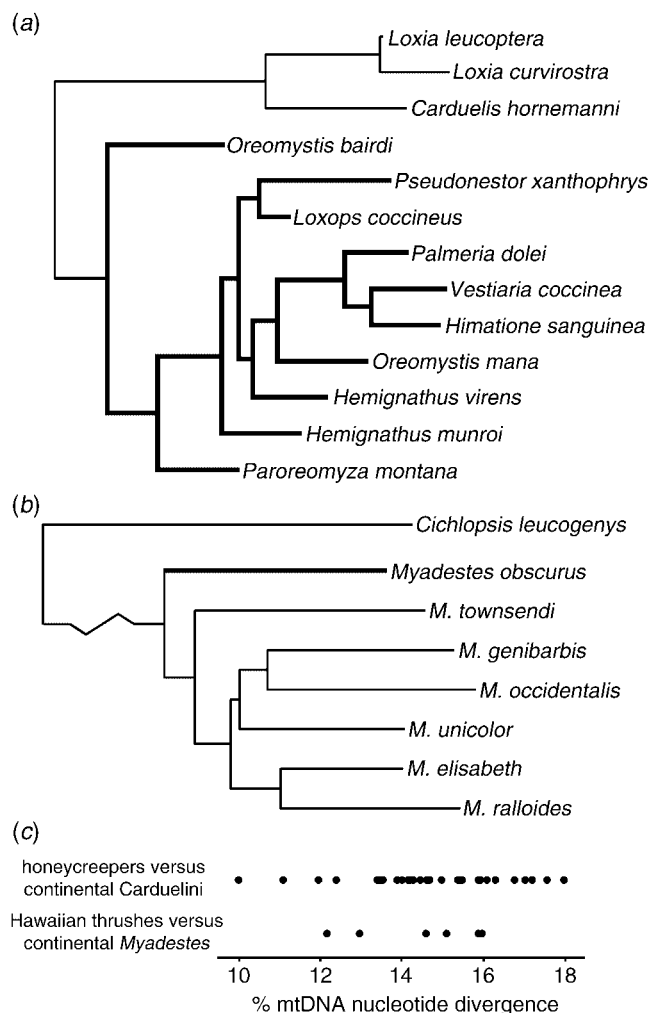 (a)
Loxia leucoptera
Loxia curvirostra
Carduelis hornemanni
Oreomystis bairdi
Pseudonestor xanthophrys
Loxops coccineus
Palmeria dolei
Vestiaria coccinea
Himatione sanguinea
Oreomystis mana
Hemignathus virens
Hemignathus munroi
Paroreomyza montana
(b)
Cichlopsis leucogenys
Myadestes obscurus
M. townsendi
M. genibarbis
M. occidentalis
M. unicolor
M. elisabeth
M. ralloides
(c)
honeycreepers versus
continental Carduelini
Hawaiian thrushes versus
continental Myadestes
10 12 14 16 18
% mtDNA nucleotide divergence